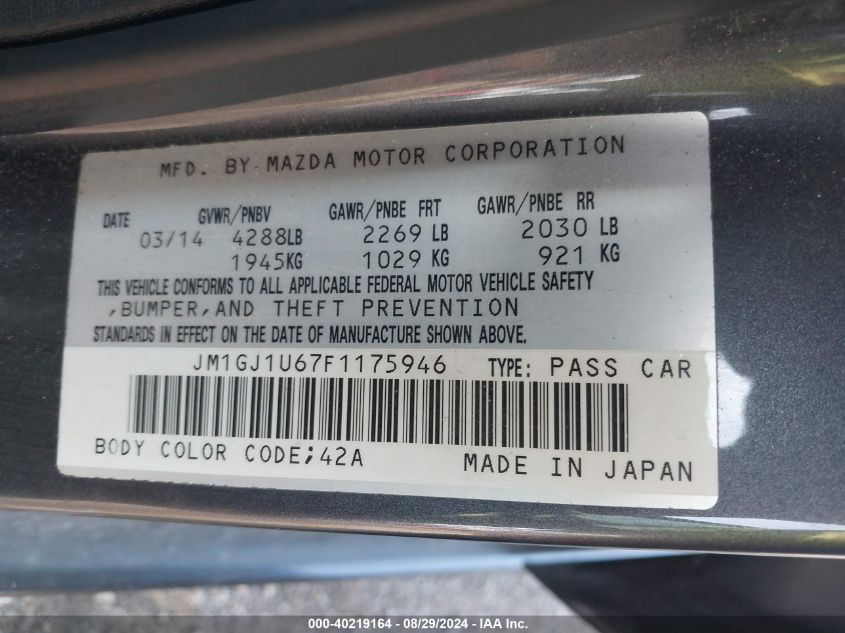 MFD. BY MAZDA MOTOR CORPORATION
DATE GVWR/PNBV GAWR/PNBE FRT GAWR/PNBE RR
03/14 4288LB 2269 LB 2030 LB
1945KG 1029 KG 921 KG
THIS VEHICLE CONFORMS TO ALL APPLICABLE FEDERAL MOTOR VEHICLE SAFETY
,BUMPER,AND THEFT PREVENTION
STANDARDS IN EFFECT ON THE DATE OF MANUFACTURE SHOWN ABOVE.
JM1GJ1U67F1175946 TYPE: PASS CAR
BODY COLOR CODE;42A MADE IN JAPAN
000-40219164 - 08/29/2024 - IAA Inc.